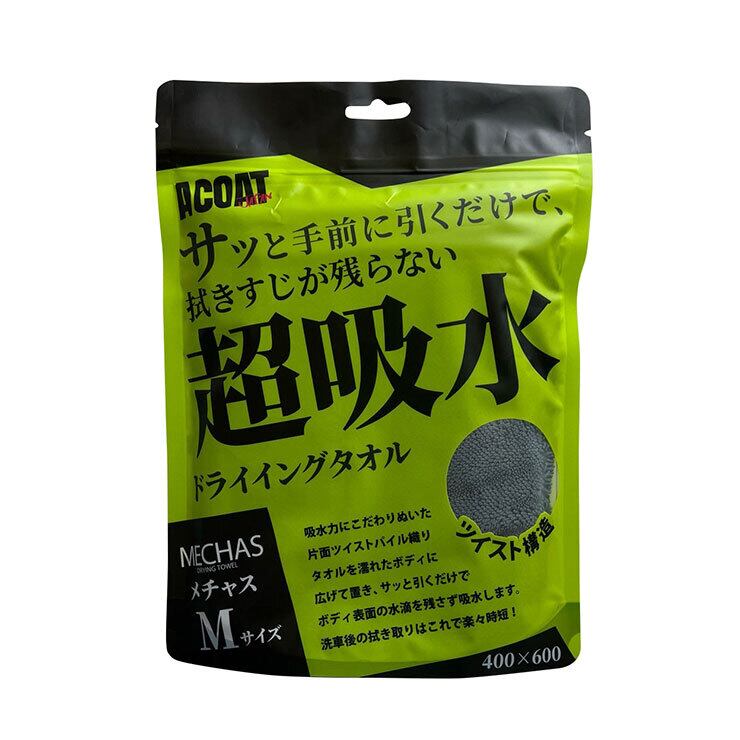 ACOAT
JAPAN
サッと手前に引くだけで、
拭きすじが残らない
超吸水
ドライイングタオル
ツイスト構造
MECHAS
DRYING TOWEL
メチャス
Mサイズ
吸水力にこだわりぬいた
片面ツイストパイル織り
タオルを濡れたボディに
広げて置き、サッと引くだけで
ボディ表面の水滴を残さず吸水します。
洗車後の拭き取りはこれで楽々時短！
400×600